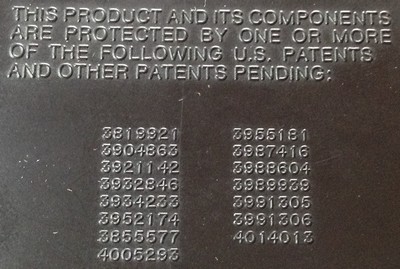 THIS PRODUCT AND ITS COMPONENTS
ARE PROTECTED BY ONE OR MORE
OF THE FOLLOWING U.S. PATENTS
AND OTHER PATENTS PENDING:
3819921 3955181
3904863 3987416
3921142 3988604
3932846 3989939
3934233 3991305
3952174 3991306
3855577 4014013
4005293